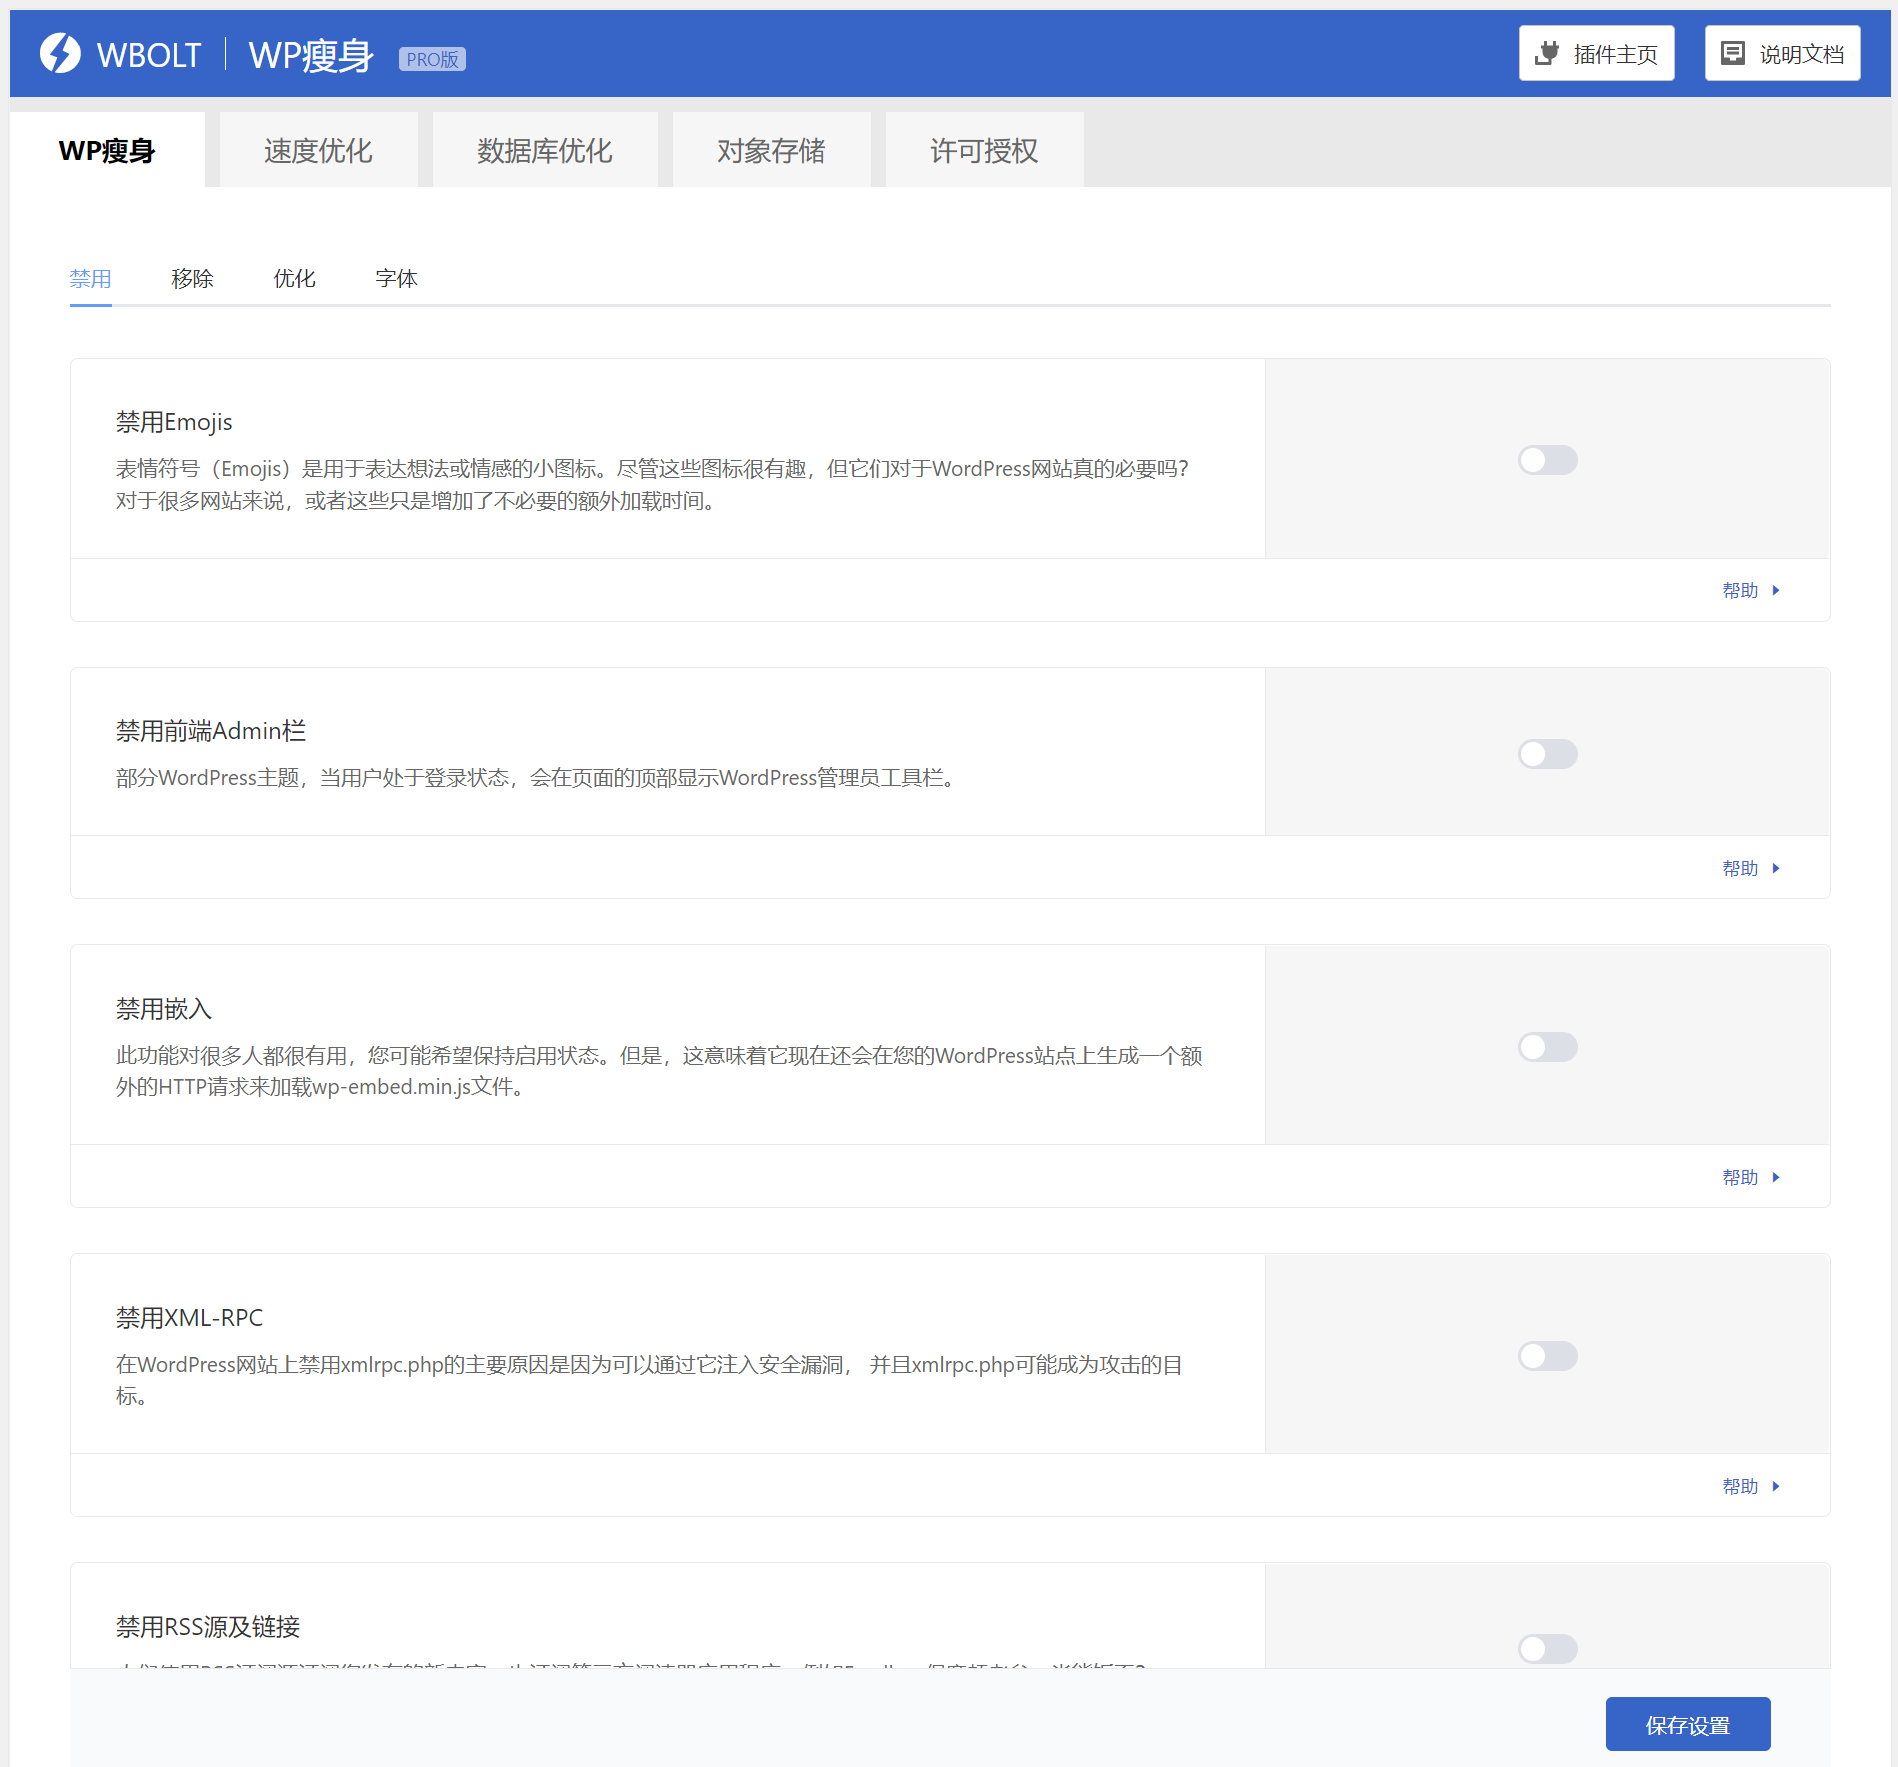 WBOLT WP瘦身 PRO版 插件主页 说明文档
WP瘦身 速度优化 数据库优化 对象存储 许可授权
禁用 移除 优化 字体
禁用Emojis
表情符号（Emojis）是用于表达想法或情感的小图标。尽管这些图标很有趣，但它们对于WordPress网站真的必要吗？
对于很多网站来说，或者这些只是增加了不必要的额外加载时间。
帮助
禁用前端Admin栏
部分WordPress主题，当用户处于登录状态，会在页面的顶部显示WordPress管理员工具栏。
帮助
禁用嵌入
此功能对很多人都很有用，您可能希望保持启用状态。但是，这意味着它现在还会在您的WordPress站点上生成一个额
外的HTTP请求来加载wp-embed.min.js文件。
帮助
禁用XML-RPC
在WordPress网站上禁用xmlrpc.php的主要原因是因为可以通过它注入安全漏洞， 并且xmlrpc.php可能成为攻击的目
标。
帮助
禁用RSS源及链接
保存设置